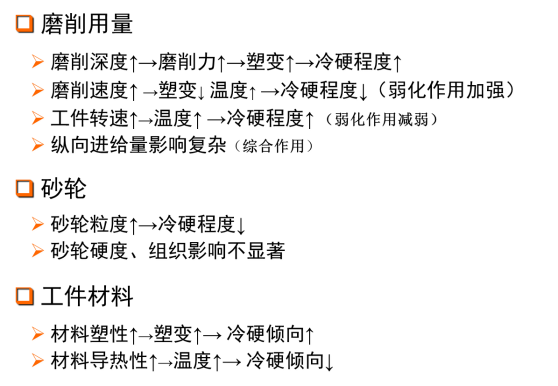 磨削用量
磨削深度↑→磨削力↑→塑变↑→冷硬程度↑
磨削速度↑ →塑变↓ 温度↑ →冷硬程度↓（弱化作用加强）
工件转速↑→温度↑ →冷硬程度↑（弱化作用减弱）
纵向进给量影响复杂（综合作用）
砂轮
砂轮粒度↑→冷硬程度↓
砂轮硬度、组织影响不显著
工件材料
材料塑性↑→塑变↑→ 冷硬倾向↑
材料导热性↑→温度↑→ 冷硬倾向↓